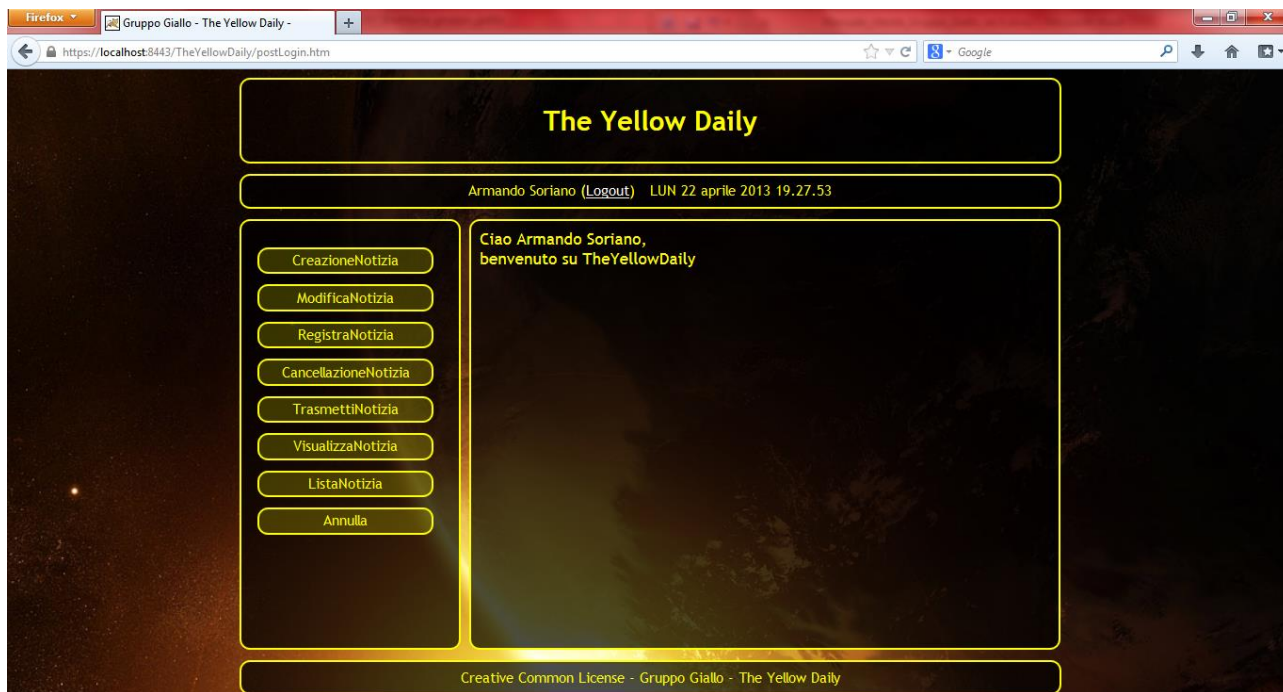 Firefox
Gruppo Giallo - The Yellow Daily -
https://localhost:8443/TheYellowDaily/postLogin.htm
Google
The Yellow Daily
Armando Soriano (Logout) LUN 22 aprile 2013 19.27.53
CreazioneNotizia
ModificaNotizia
RegistraNotizia
CancellazioneNotizia
TrasmettiNotizia
VisualizzaNotizia
ListaNotizia
Annulla
Ciao Armando Soriano,
benvenuto su TheYellowDaily
Creative Common License - Gruppo Giallo - The Yellow Daily